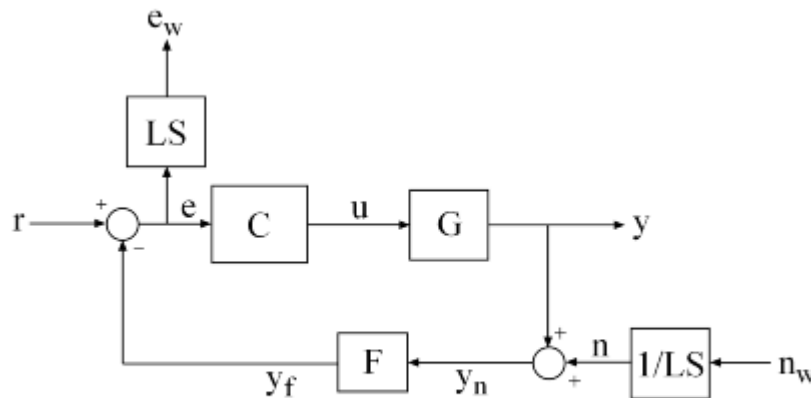 e_w
LS
+
r
e
C
u
G
y
−
+
y_f
F
y_n
+
n
1/LS
n_w